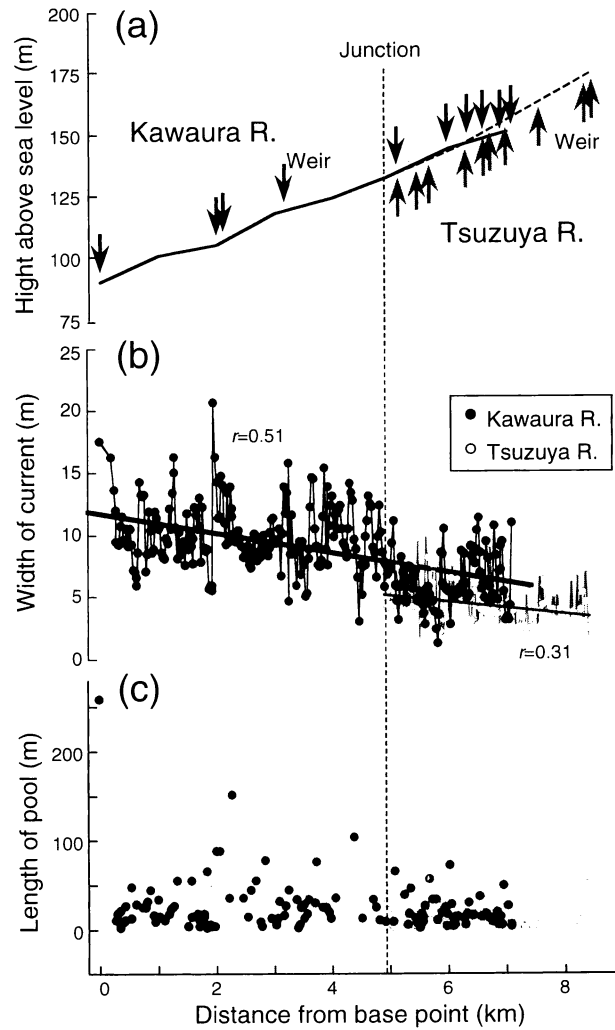 (a)
Hight above sea level (m)
200
175
150
125
100
75
Junction
Kawaura R.
Weir
Weir
Tsuzuya R.
(b)
Width of current (m)
25
20
15
10
5
0
r=0.51
Kawaura R.
Tsuzuya R.
r=0.31
(c)
Length of pool (m)
200
100
0
0 2 4 6 8
Distance from base point (km)